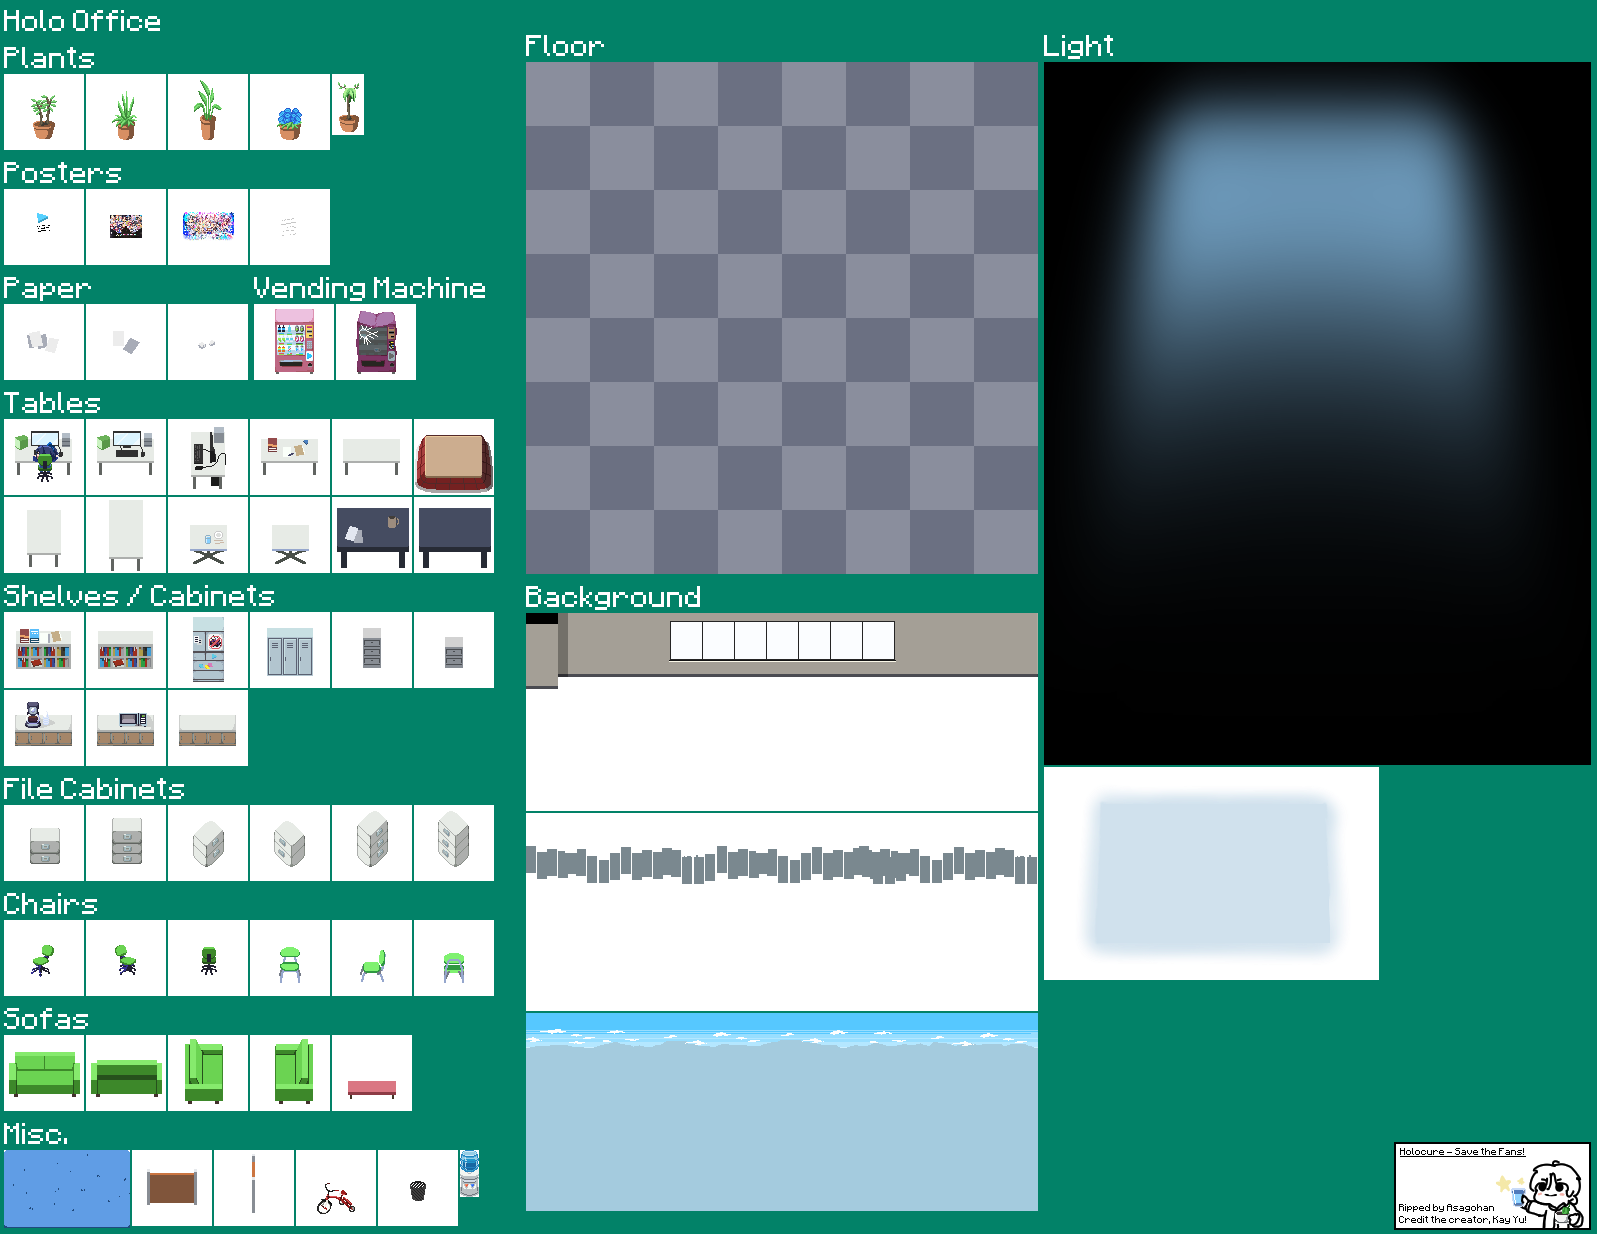 Holo Office
Plants
Posters
Paper
Vending Machine
Tables
Shelves / Cabinets
File Cabinets
Chairs
Sofas
Misc.
Floor
Background
Light
Holocure - Save the Fans!
Ripped by Asagohan
Credit the creator, Kay Yu!